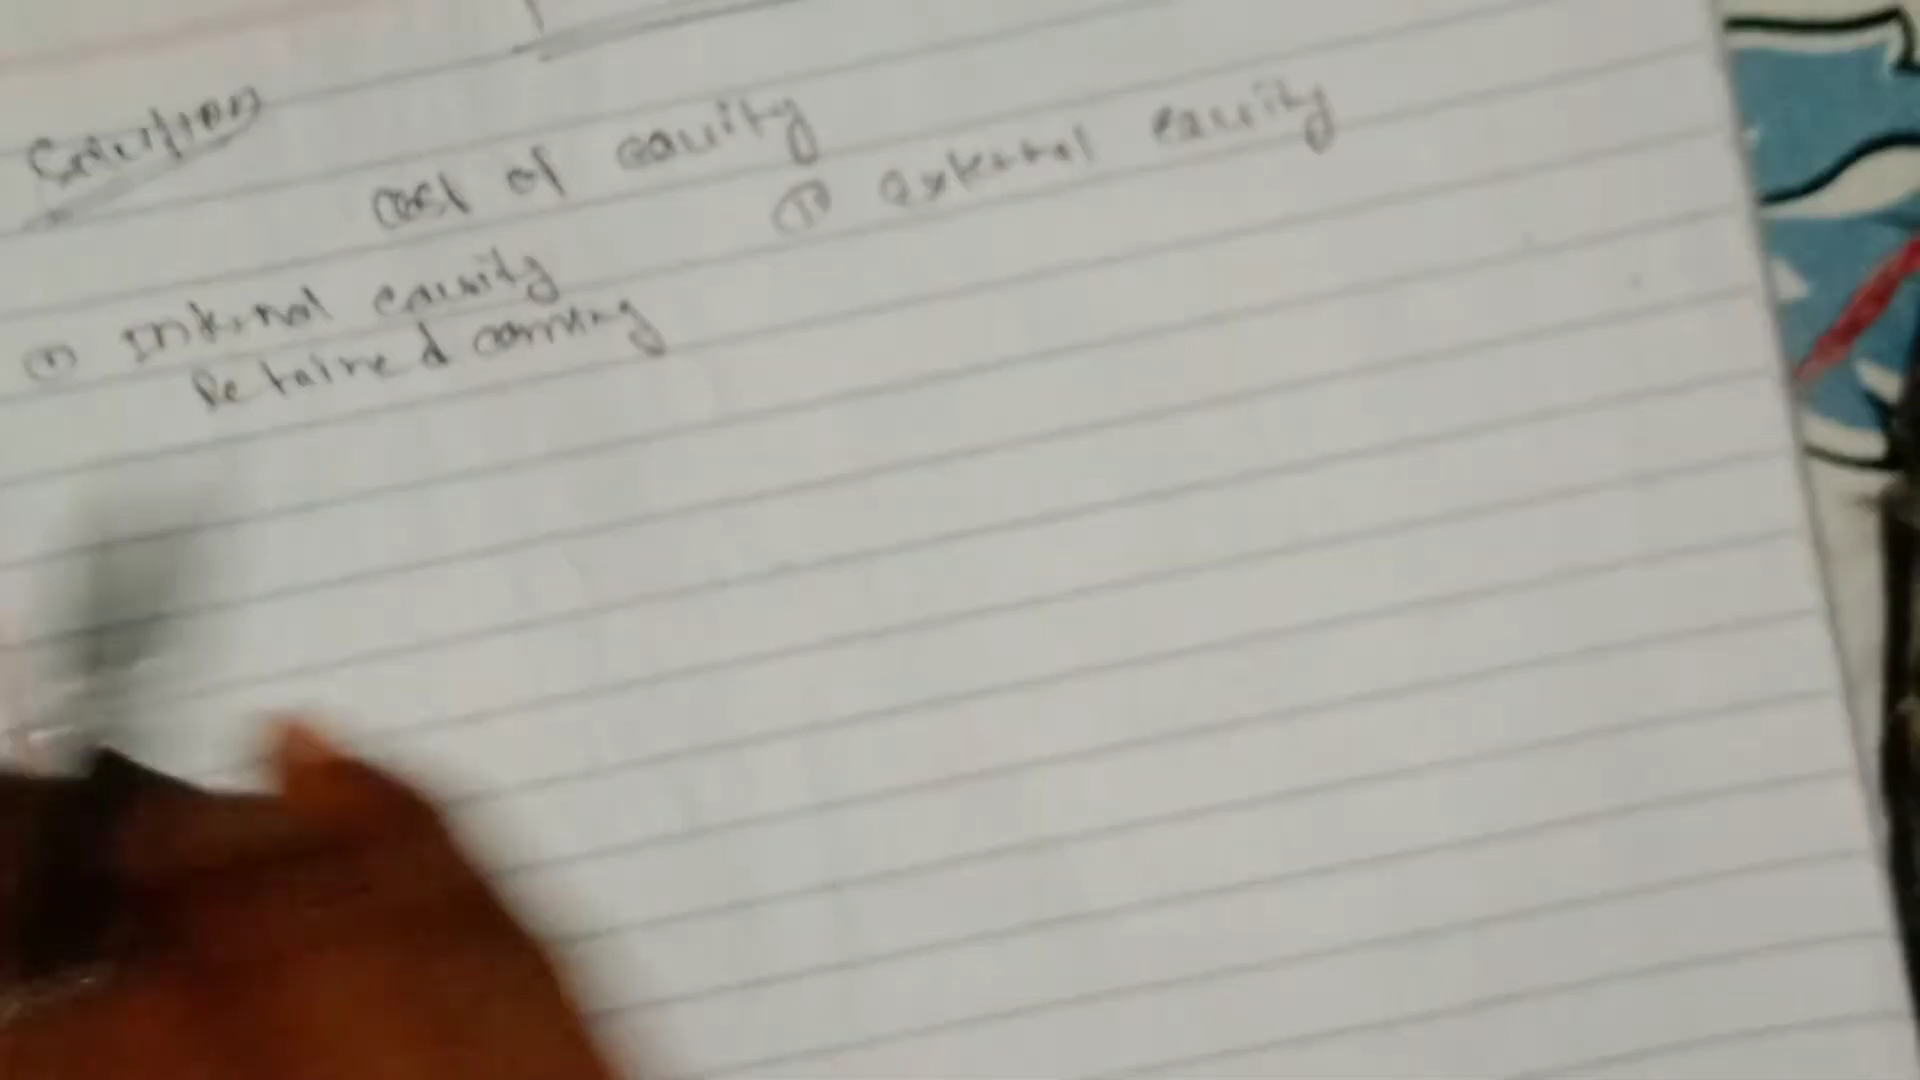 Solution
cost of equity
(i) Internal equity
(ii) external equity
Retained earning